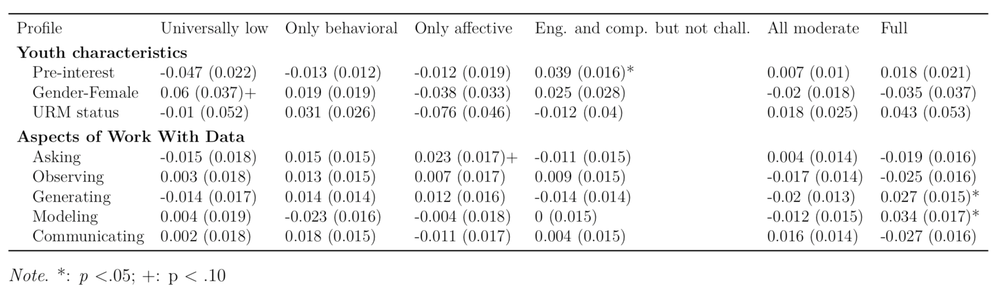 Profile Universally low Only behavioral Only affective Eng. and comp. but not chall. All moderate Full
Youth characteristics
Pre-interest -0.047 (0.022) -0.013 (0.012) -0.012 (0.019) 0.039 (0.016)* 0.007 (0.01) 0.018 (0.021)
Gender-Female 0.06 (0.037)+ 0.019 (0.019) -0.038 (0.033) 0.025 (0.028) -0.02 (0.018) -0.035 (0.037)
URM status -0.01 (0.052) 0.031 (0.026) -0.076 (0.046) -0.012 (0.04) 0.018 (0.025) 0.043 (0.053)
Aspects of Work With Data
Asking -0.015 (0.018) 0.015 (0.015) 0.023 (0.017)+ -0.011 (0.015) 0.004 (0.014) -0.019 (0.016)
Observing 0.003 (0.018) 0.013 (0.015) 0.007 (0.017) 0.009 (0.015) -0.017 (0.014) -0.025 (0.016)
Generating -0.014 (0.017) 0.014 (0.014) 0.012 (0.016) -0.014 (0.014) -0.02 (0.013) 0.027 (0.015)*
Modeling 0.004 (0.019) -0.023 (0.016) -0.004 (0.018) 0 (0.015) -0.012 (0.015) 0.034 (0.017)*
Communicating 0.002 (0.018) 0.018 (0.015) -0.011 (0.017) 0.004 (0.015) 0.016 (0.014) -0.027 (0.016)
Note. *: p <.05; +: p < .10